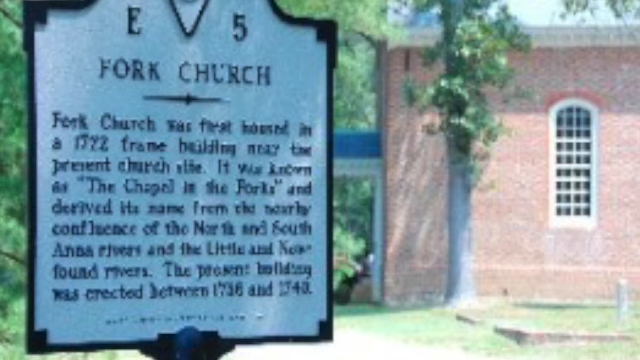 E 5
FORK CHURCH
Fork Church was first housed in
a 1722 frame building near the
present church site. It was known
as "The Chapel in the Forks" and
derived its name from the nearby
confluence of the North and South
Anna rivers and the Little and New-
found rivers. The present building
was erected between 1736 and 1740.